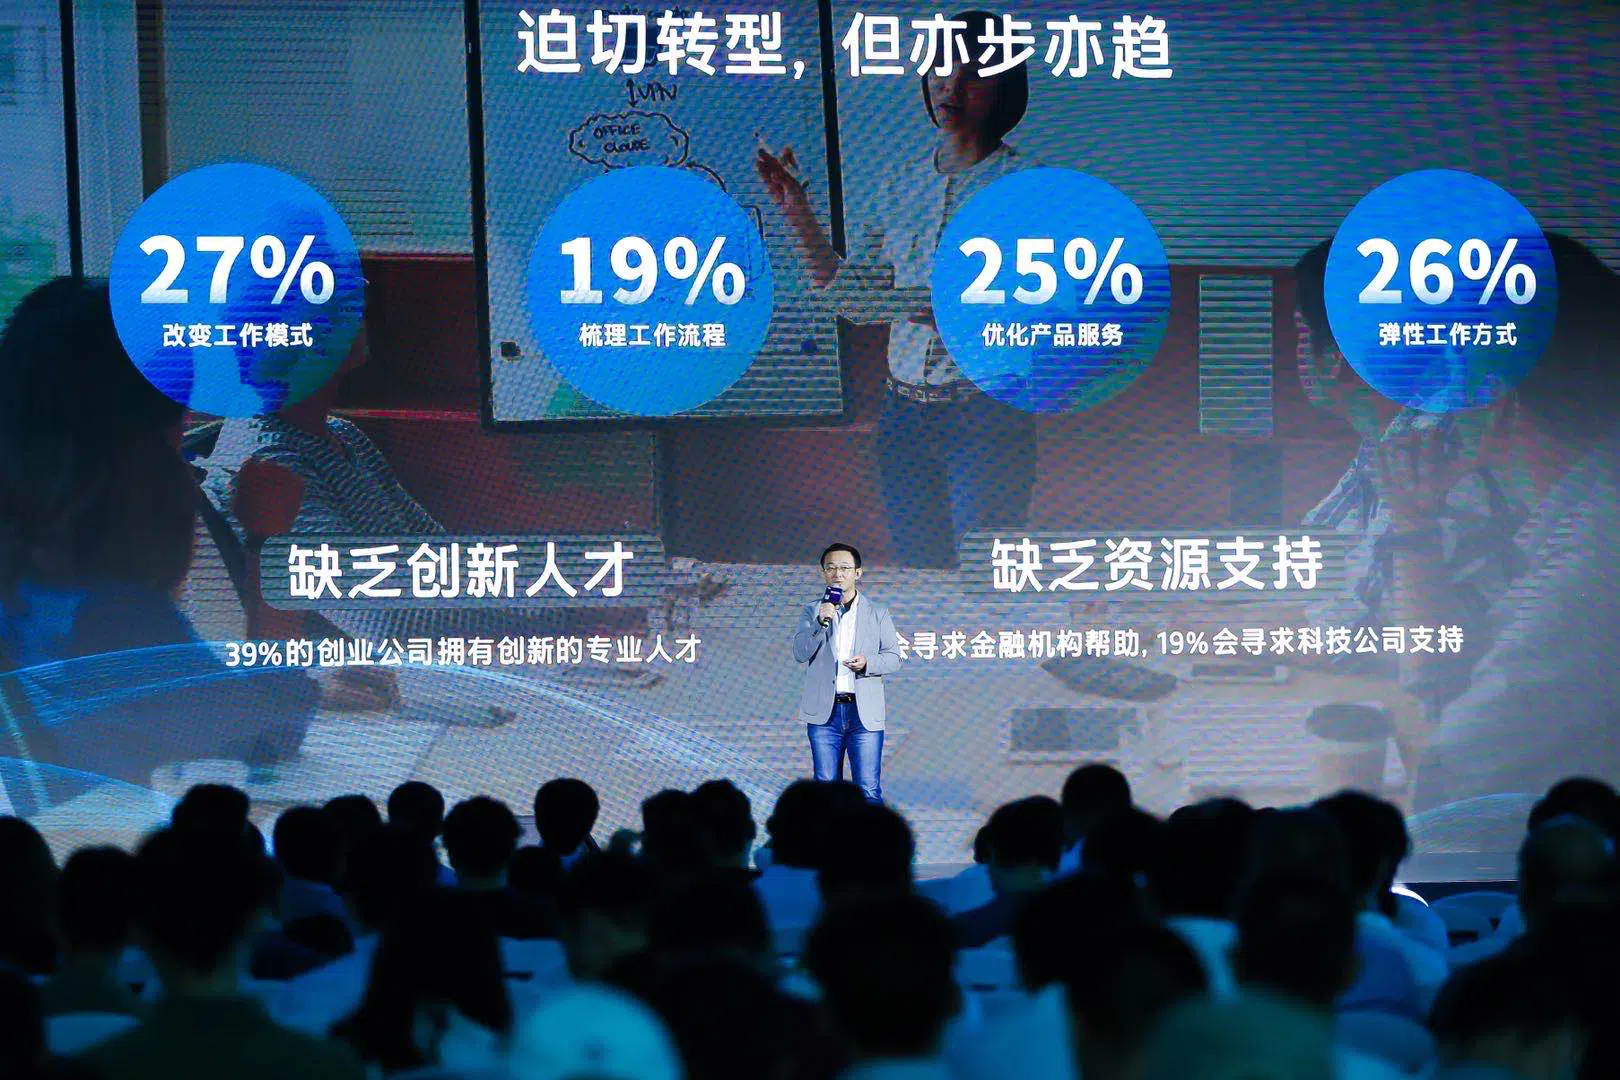 迫切转型，但亦步亦趋
VPN
OFFICE
27%
改变工作模式
19%
梳理工作流程
25%
优化产品服务
26%
弹性工作方式
缺乏创新人才
39%的创业公司拥有创新的专业人才
缺乏资源支持
会寻求金融机构帮助，19%会寻求科技公司支持